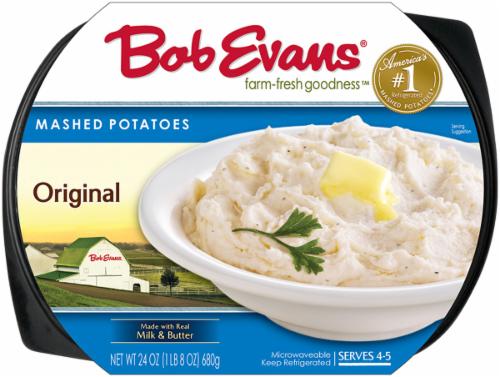 Bob Evans®
farm-fresh goodness™
America's
#1
Refrigerated
MASHED POTATOES
MASHED POTATOES
Serving
Suggestion
Original
Bob Evans
Made with Real
Milk & Butter
NET WT 24 OZ (1 LB 8 OZ) 680g
Microwaveable
Keep Refrigerated
SERVES 4-5